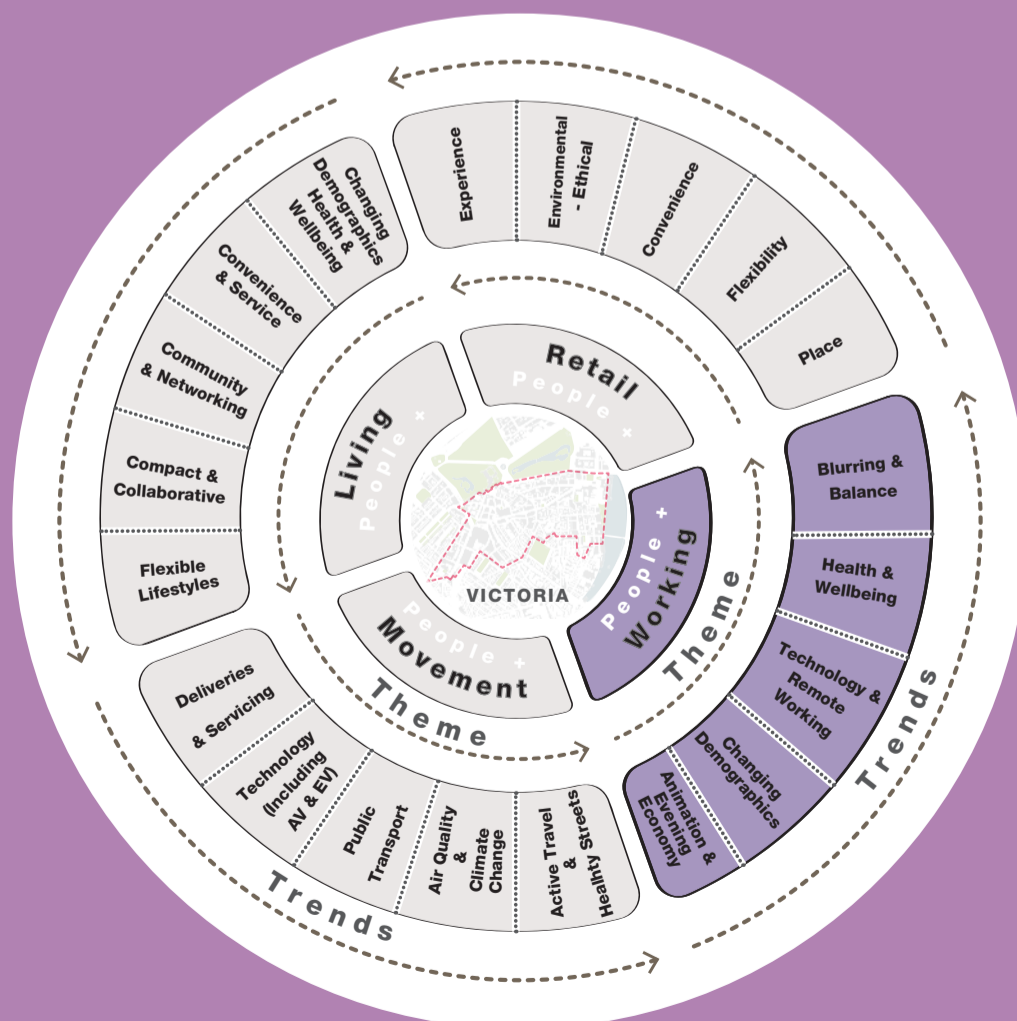 Experience
Environmental
- Ethical
Convenience
Flexibility
Place
Blurring &
Balance
Health &
Wellbeing
Technology &
Remote
Working
Changing
Demographics
Animation &
Evening
Economy
Trends
Active Travel
&
Healhty Streets
Air Quality
&
Climate
Change
Public
Transport
Technology
(Including
AV & EV)
Deliveries
& Servicing
Trends
Flexible
Lifestyles
Compact &
Collaborative
Community
& Networking
Convenience
& Service
Changing
Demographics
Health &
Wellbeing
Retail
People +
People +
Working
Theme
People +
Movement
Theme
Living
People +
VICTORIA